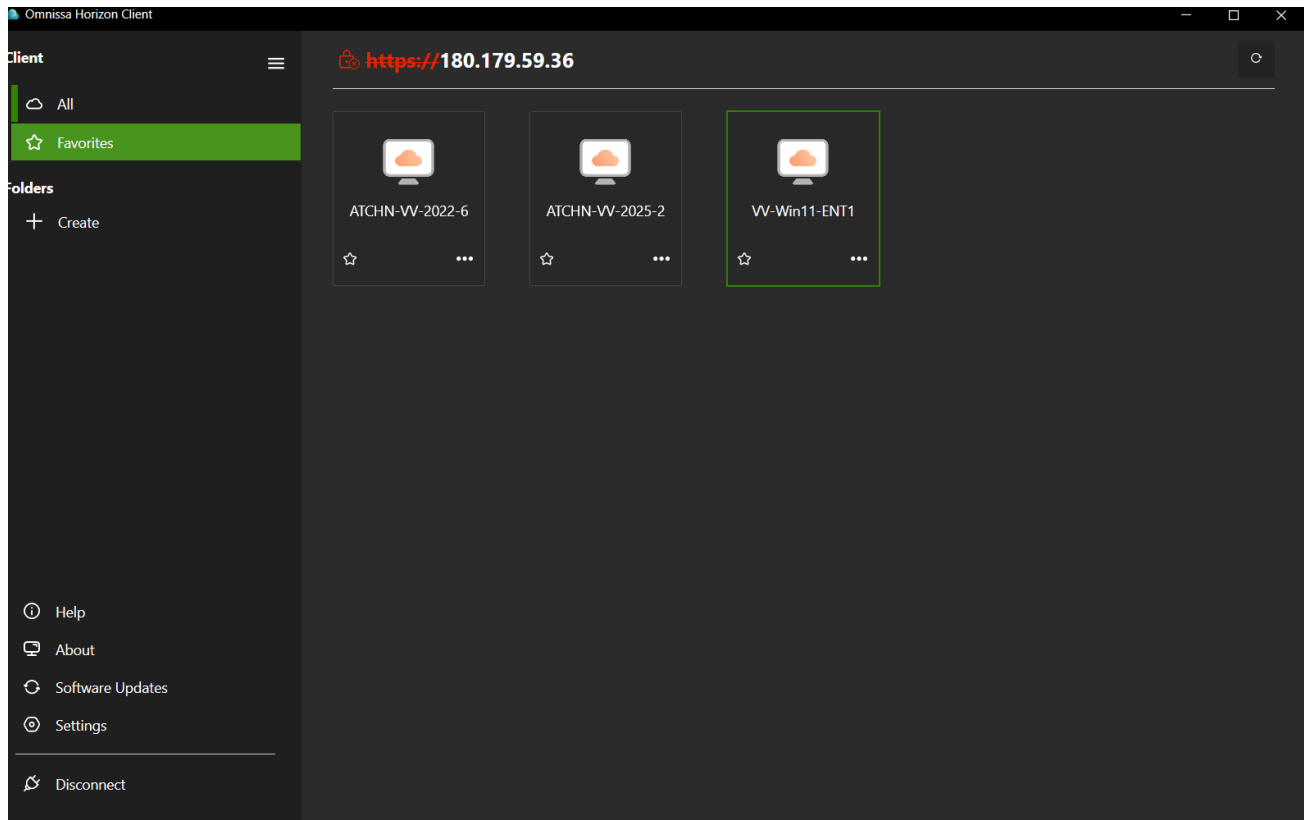 Omnissa Horizon Client
Client
All
Favorites
Folders
Create
Help
About
Software Updates
Settings
Disconnect
https://180.179.59.36
ATCHN-VV-2022-6
ATCHN-VV-2025-2
VV-Win11-ENT1